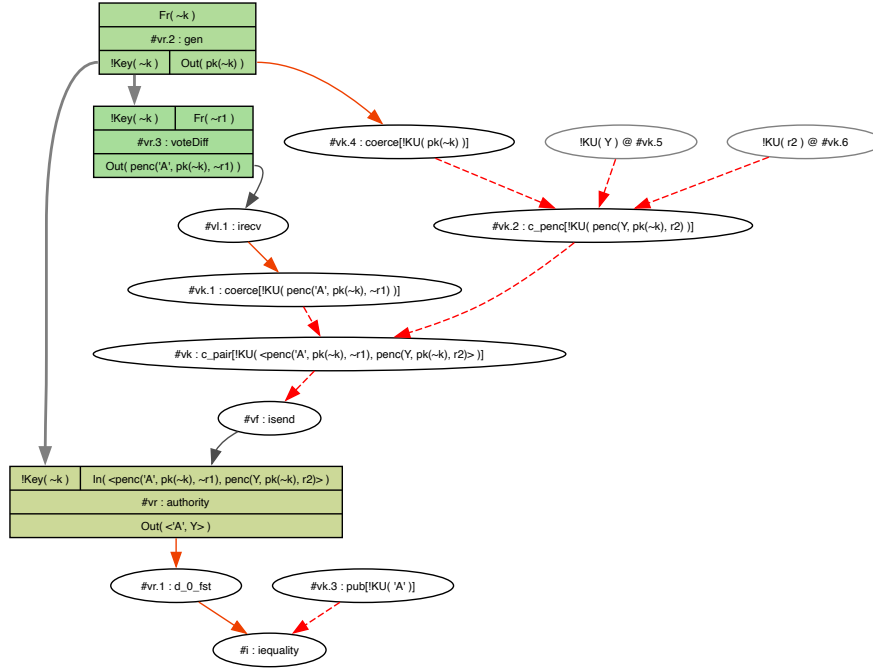 Fr( ~k )
#vr.2 : gen
!Key( ~k ) Out( pk(~k) )
!Key( ~k ) Fr( ~r1 )
#vr.3 : voteDiff
Out( penc('A', pk(~k), ~r1) )
#vk.4 : coerce[!KU( pk(~k) )]
!KU( Y ) @ #vk.5
!KU( r2 ) @ #vk.6
#vl.1 : irecv
#vk.2 : c_penc[!KU( penc(Y, pk(~k), r2) )]
#vk.1 : coerce[!KU( penc('A', pk(~k), ~r1) )]
#vk : c_pair[!KU( <penc('A', pk(~k), ~r1), penc(Y, pk(~k), r2)> )]
#vf : isend
!Key( ~k ) In( <penc('A', pk(~k), ~r1), penc(Y, pk(~k), r2)> )
#vr : authority
Out( <'A', Y> )
#vr.1 : d_0_fst
#vk.3 : pub[!KU( 'A' )]
#i : iequality